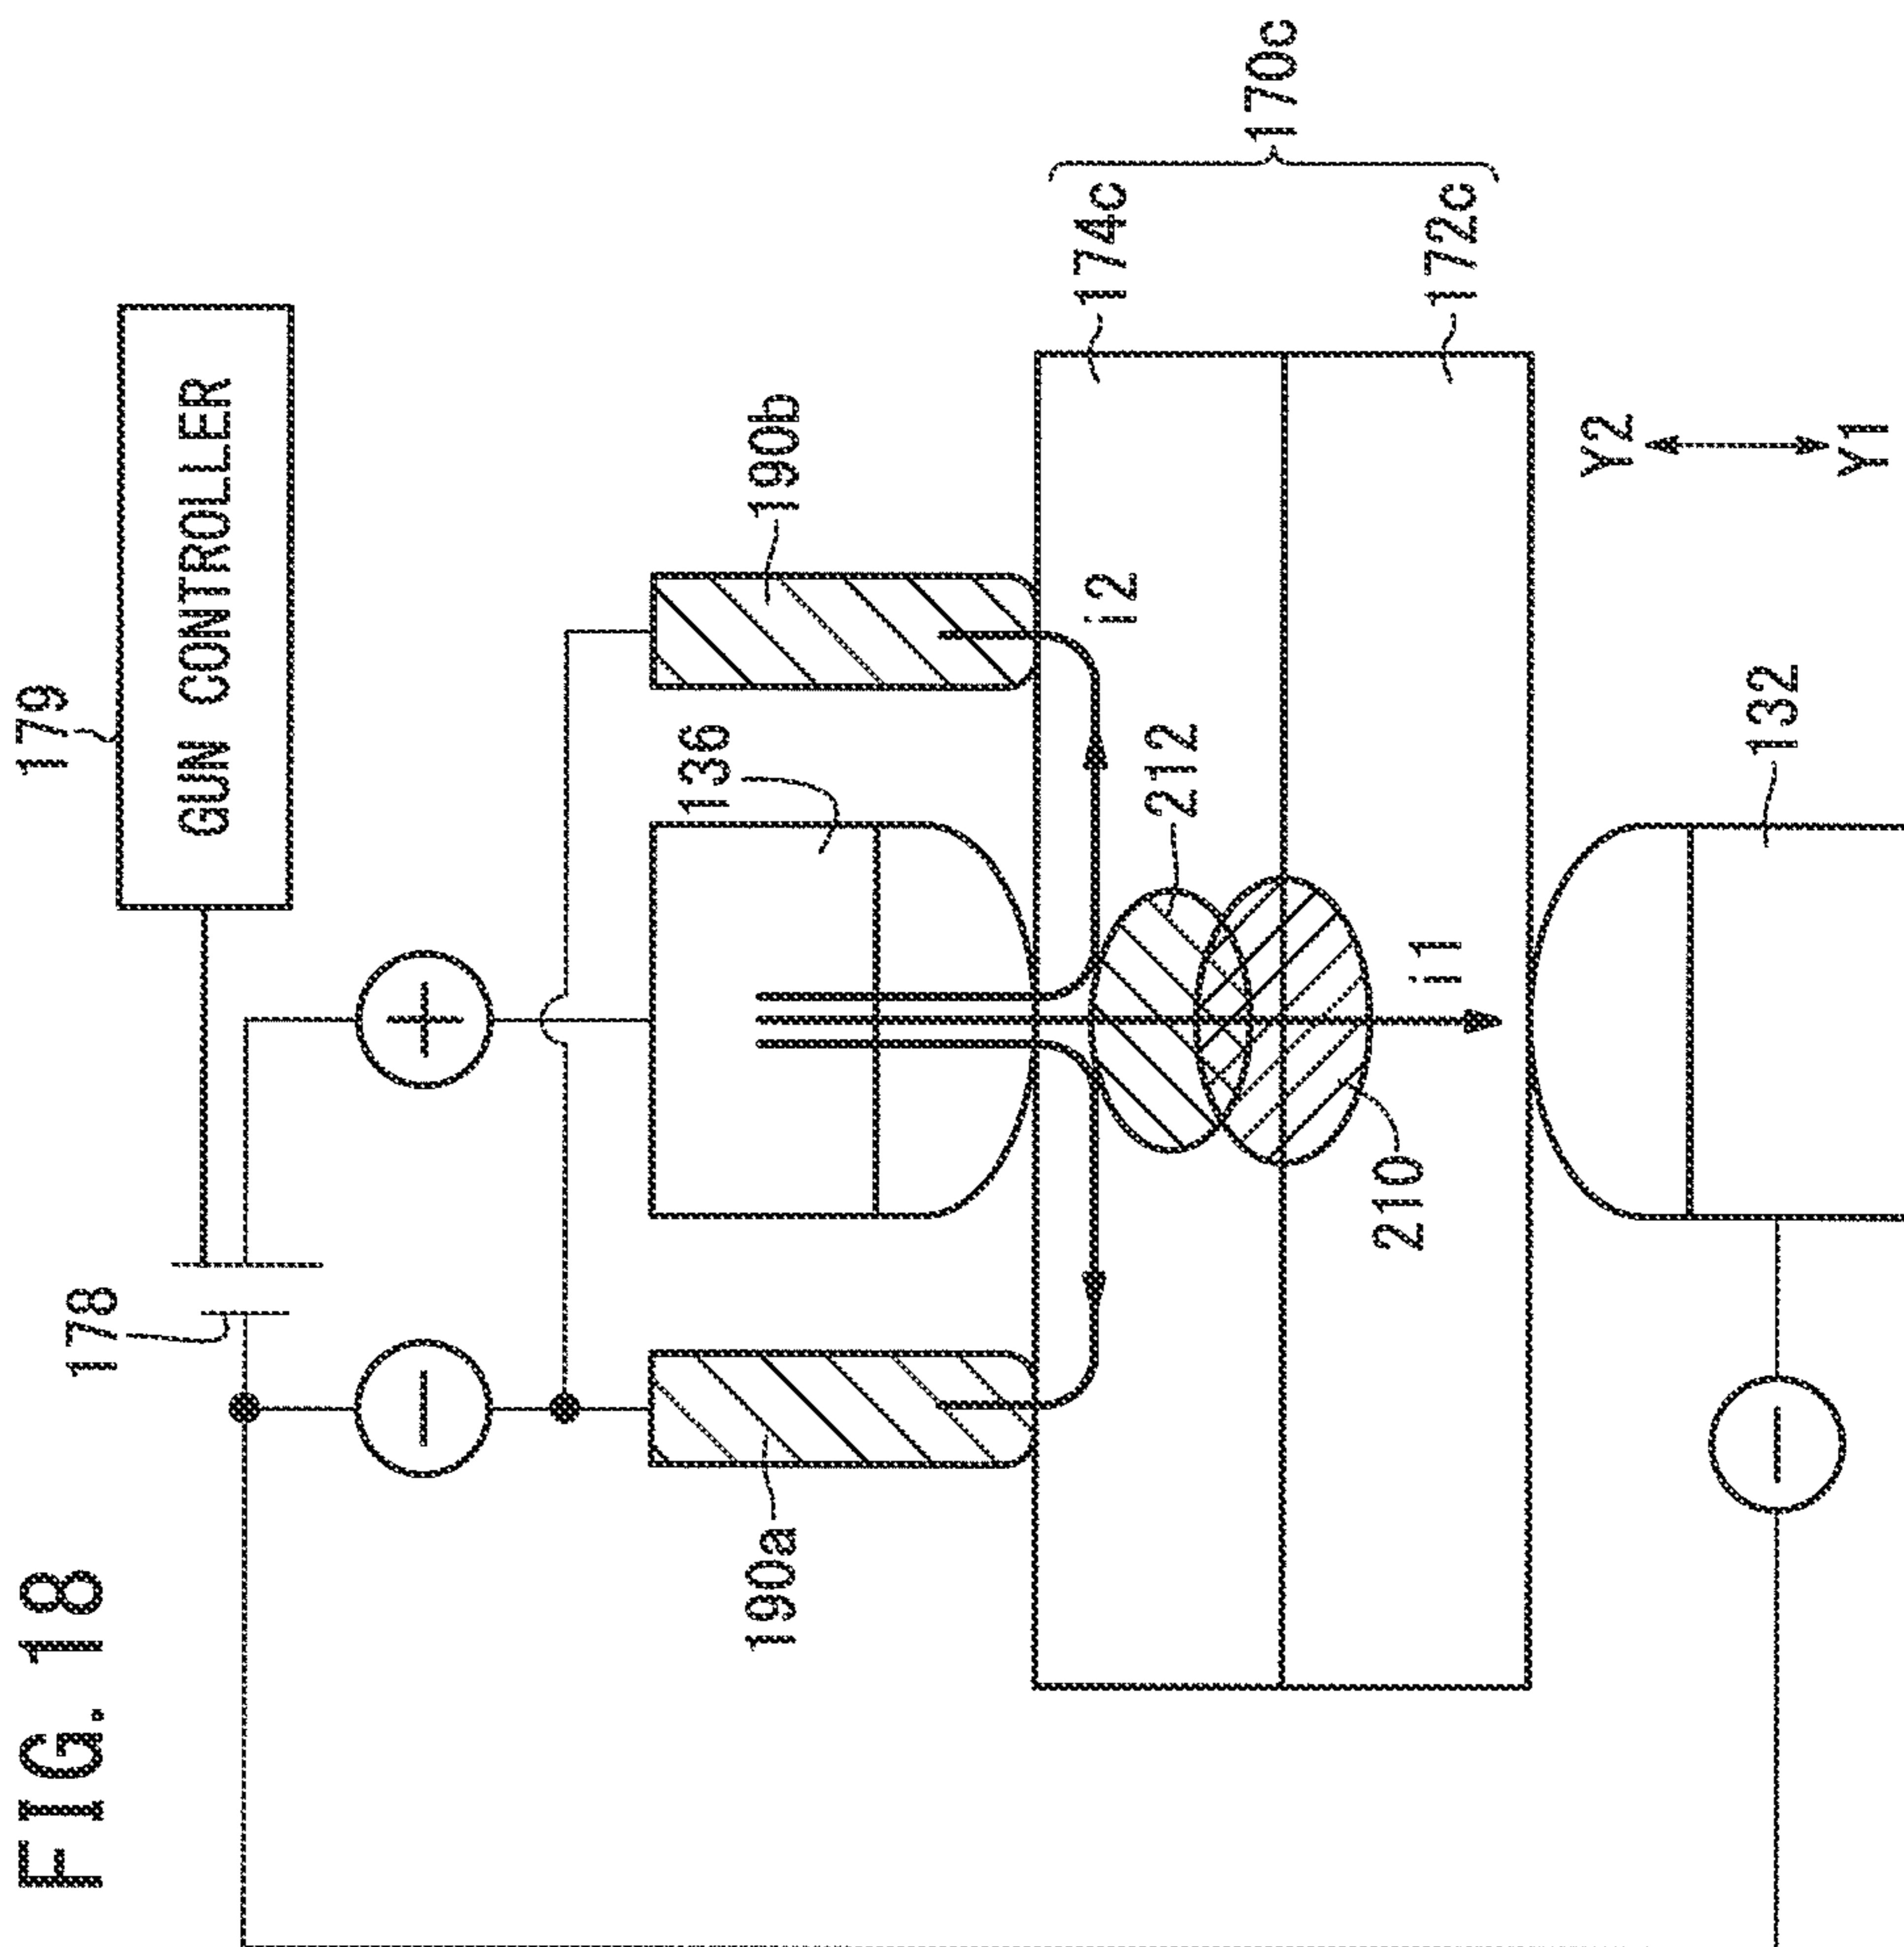 FIG. 18
179
GUN CONTROLLER
178
+
−
190a
136
190b
i2
212
210
i1
174c
172c
170c
132
−
Y2
Y1